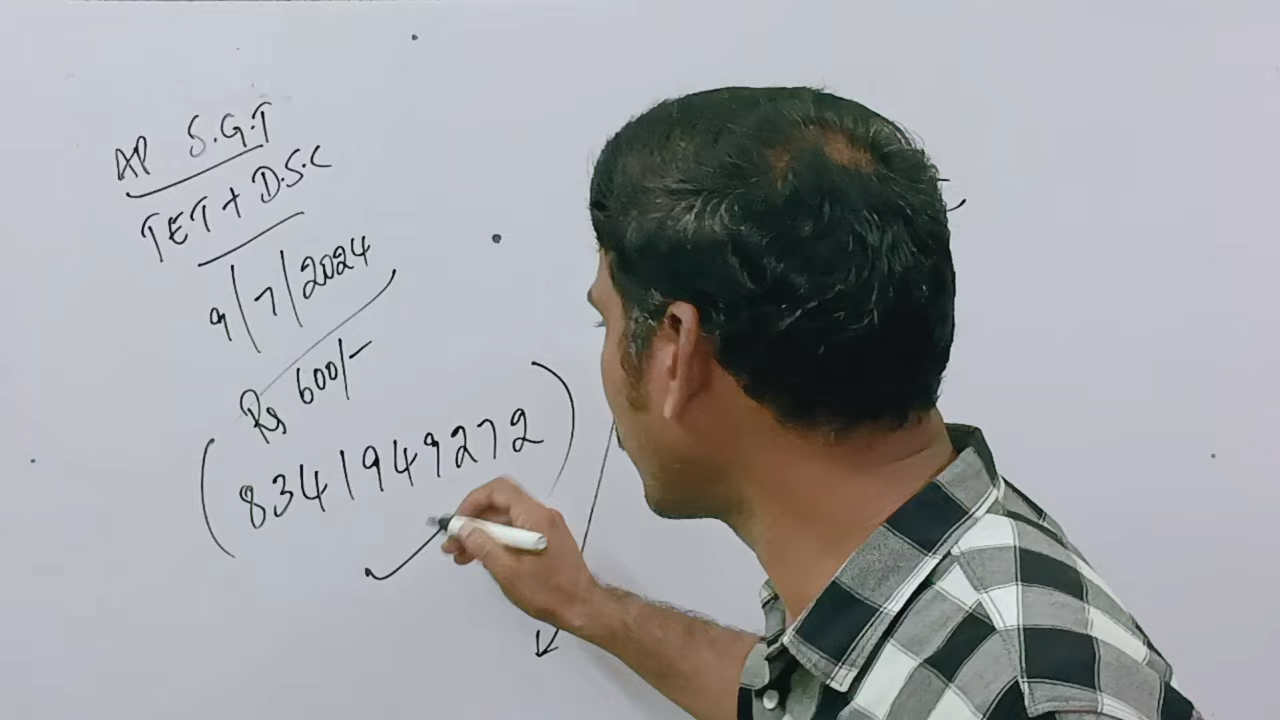 AP S.G.T
TET + D.S.C
9/7/2024
Rs 600/-
(8341949272)